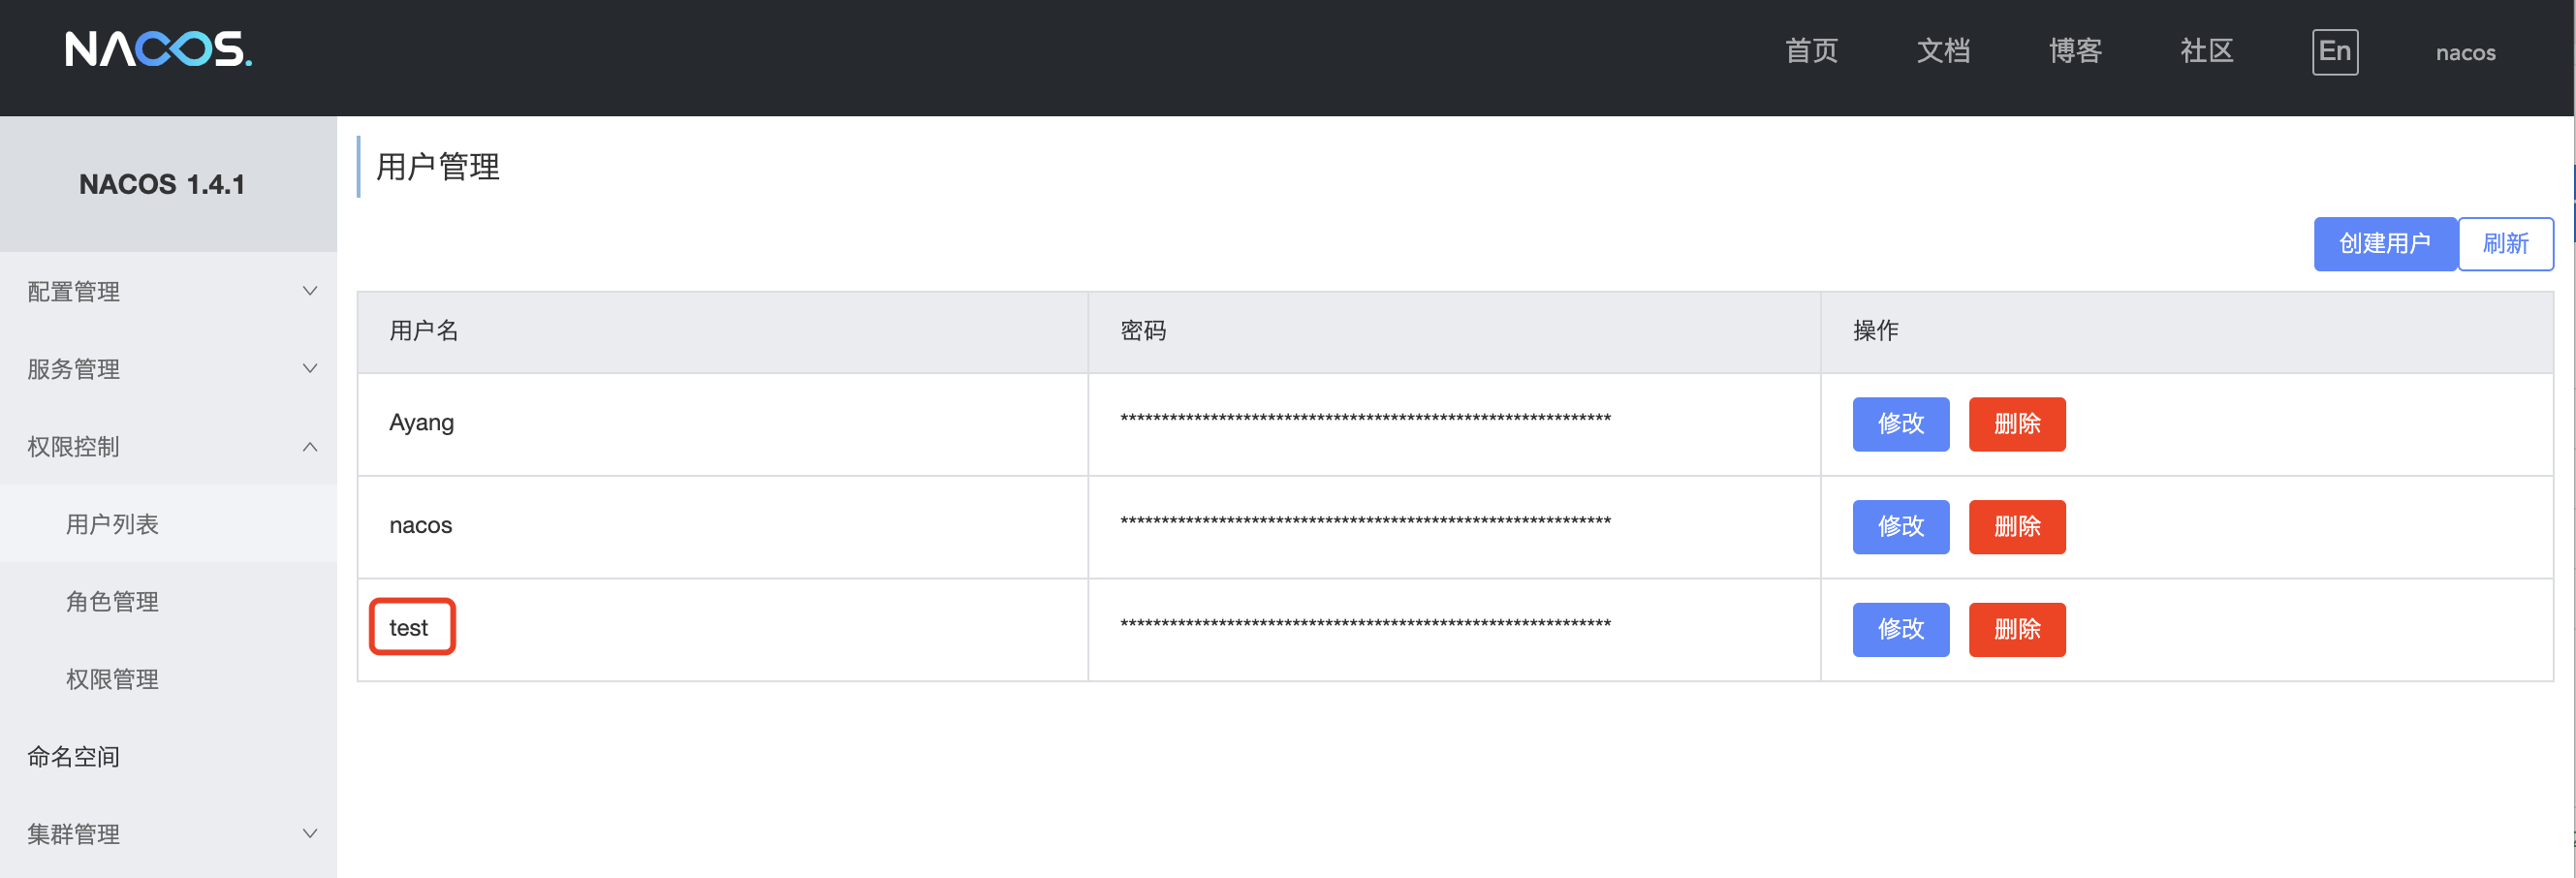 NACOS.
首页 文档 博客 社区 En nacos
NACOS 1.4.1
配置管理
服务管理
权限控制
用户列表
角色管理
权限管理
命名空间
集群管理
用户管理
创建用户 刷新
用户名 密码 操作
Ayang ************************************************************ 修改 删除
nacos ************************************************************ 修改 删除
test ************************************************************ 修改 删除